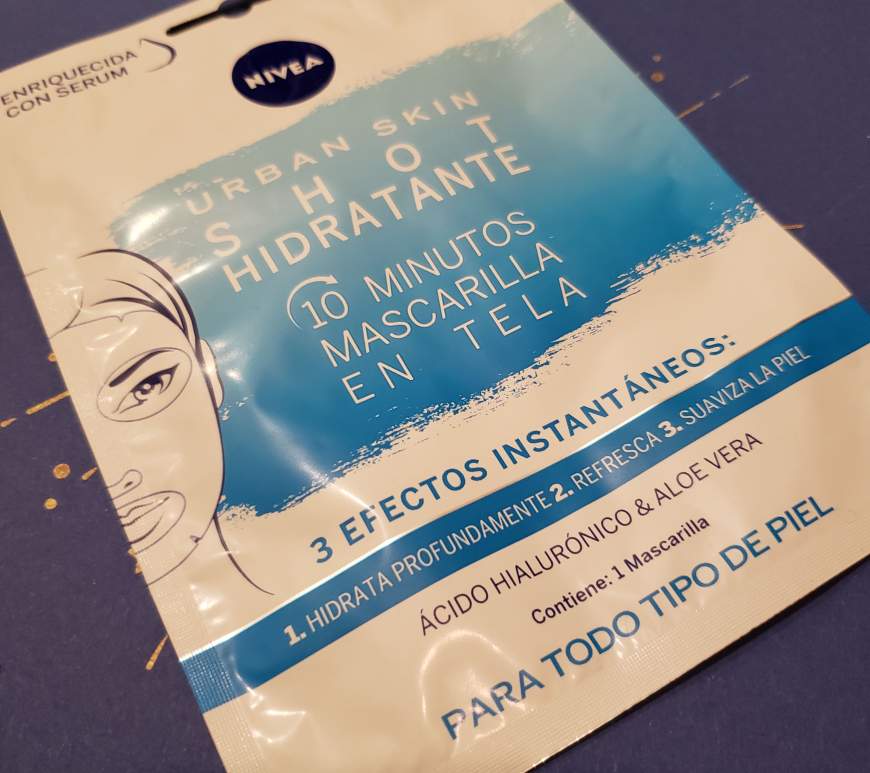 ENRIQUECIDA
CON SERUM
NIVEA
URBAN SKIN
SHOT
HIDRATANTE
10 MINUTOS
MASCARILLA
EN TELA
3 EFECTOS INSTANTÁNEOS:
1. HIDRATA PROFUNDAMENTE 2. REFRESCA 3. SUAVIZA LA PIEL
ÁCIDO HIALURÓNICO & ALOE VERA
Contiene: 1 Mascarilla
PARA TODO TIPO DE PIEL